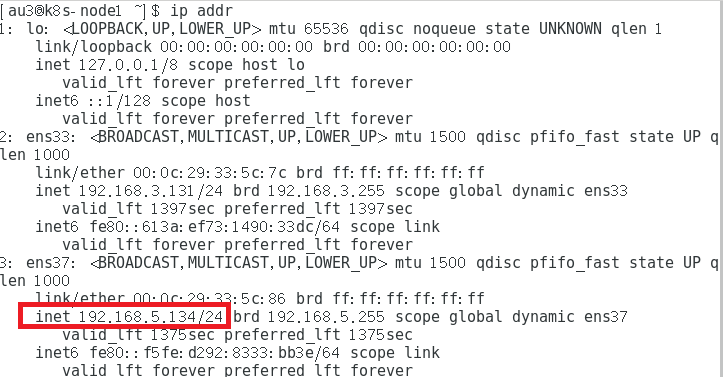 [au3@k8s-node1 ~]$ ip addr
1: lo: <LOOPBACK,UP,LOWER_UP> mtu 65536 qdisc noqueue state UNKNOWN qlen 1
link/loopback 00:00:00:00:00:00 brd 00:00:00:00:00:00
inet 127.0.0.1/8 scope host lo
valid_lft forever preferred_lft forever
inet6 ::1/128 scope host
valid_lft forever preferred_lft forever
2: ens33: <BROADCAST,MULTICAST,UP,LOWER_UP> mtu 1500 qdisc pfifo_fast state UP q
len 1000
link/ether 00:0c:29:33:5c:7c brd ff:ff:ff:ff:ff:ff
inet 192.168.3.131/24 brd 192.168.3.255 scope global dynamic ens33
valid_lft 1397sec preferred_lft 1397sec
inet6 fe80::613a:ef73:1490:33dc/64 scope link
valid_lft forever preferred_lft forever
3: ens37: <BROADCAST,MULTICAST,UP,LOWER_UP> mtu 1500 qdisc pfifo_fast state UP q
len 1000
link/ether 00:0c:29:33:5c:86 brd ff:ff:ff:ff:ff:ff
inet 192.168.5.134/24 brd 192.168.5.255 scope global dynamic ens37
valid_lft 1375sec preferred_lft 1375sec
inet6 fe80::f5fe:d292:8333:bb3e/64 scope link
valid_lft forever preferred_lft forever